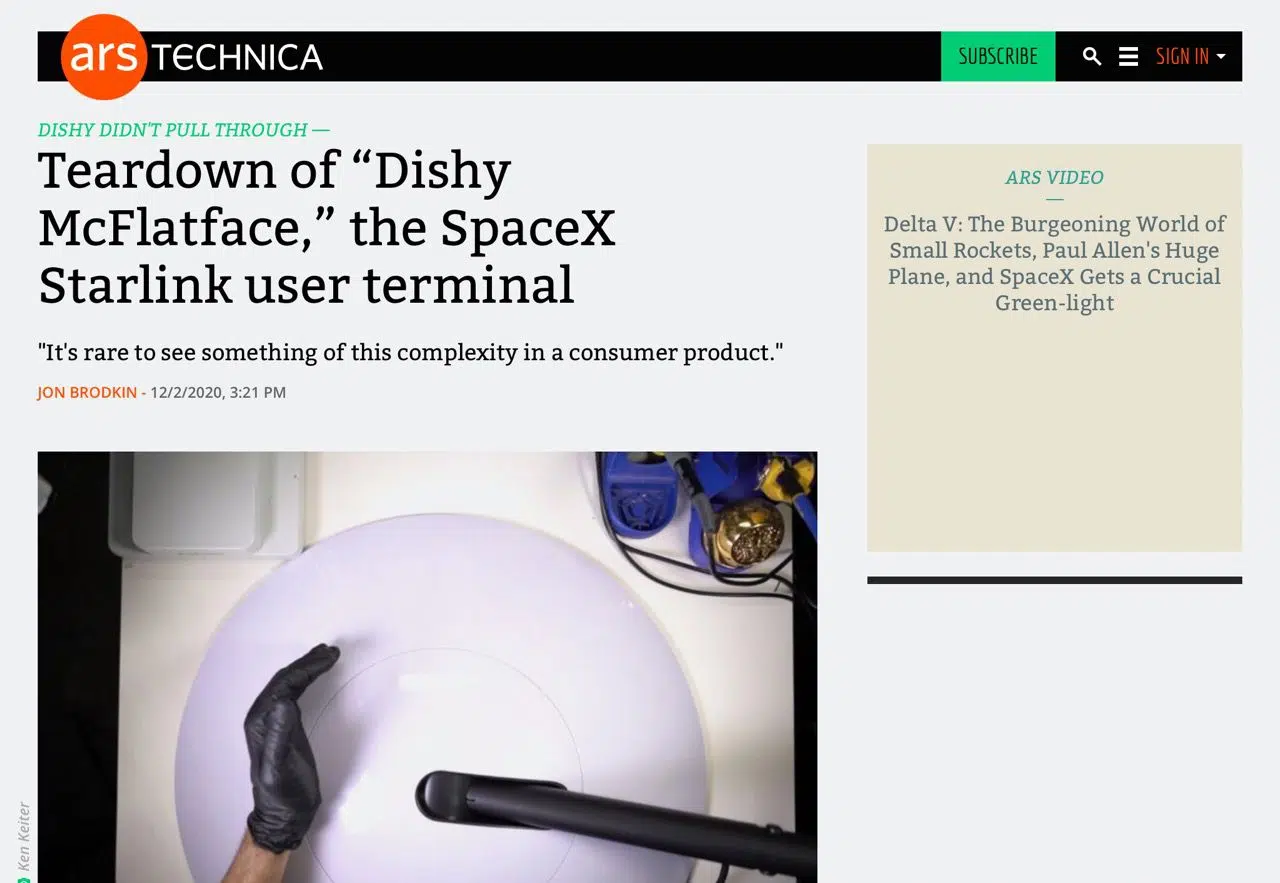 ars TECHNICA
SUBSCRIBE
SIGN IN
DISHY DIDN'T PULL THROUGH —
Teardown of “Dishy
McFlatface,” the SpaceX
Starlink user terminal
"It's rare to see something of this complexity in a consumer product."
JON BRODKIN - 12/2/2020, 3:21 PM
ARS VIDEO
—
Delta V: The Burgeoning World of
Small Rockets, Paul Allen's Huge
Plane, and SpaceX Gets a Crucial
Green-light
Ken Keiter